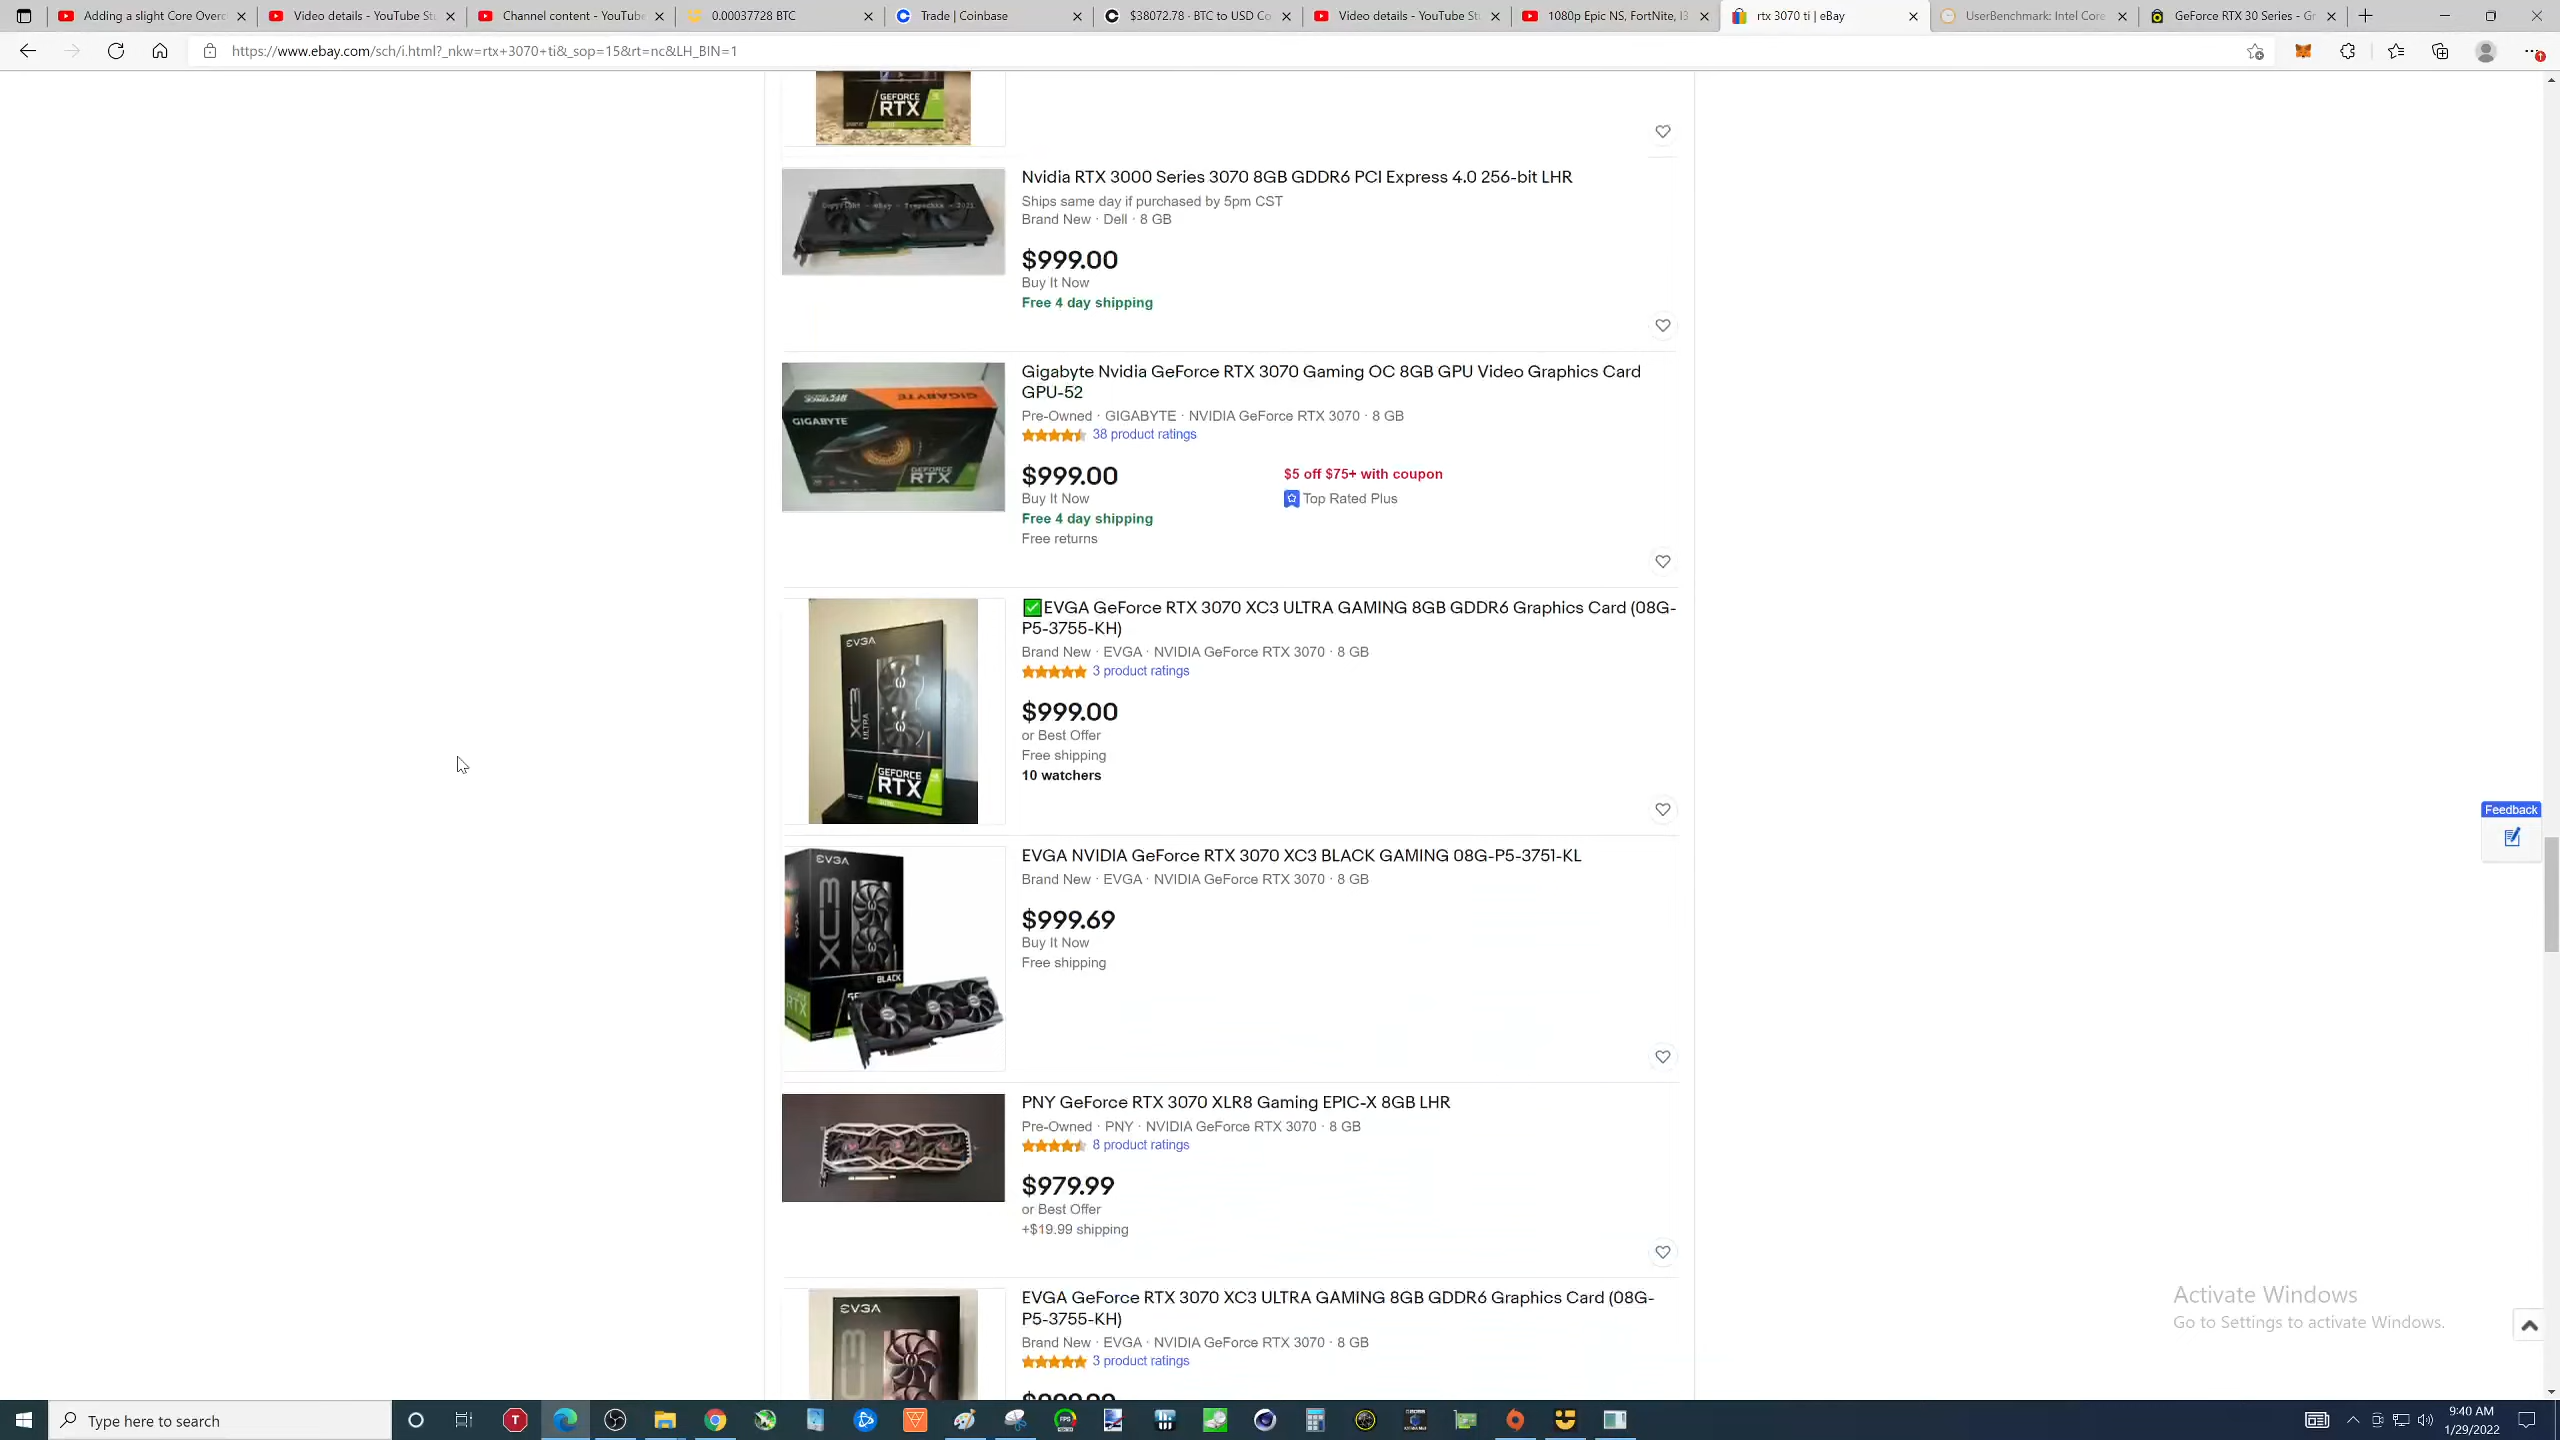 Adding a slight Core Overc
Video details - YouTube St
Channel content - YouTube
0.00037728 BTC
Trade | Coinbase
$38072.78 - BTC to USD Co
Video details - YouTube St
1080p Epic NS, FortNite, I3
rtx 3070 ti | eBay
UserBenchmark: Intel Core
GeForce RTX 30 Series - Gr
https://www.ebay.com/sch/i.html?_nkw=rtx+3070+ti&_sop=15&rt=nc&LH_BIN=1
GEFORCE
RTX
Nvidia RTX 3000 Series 3070 8GB GDDR6 PCI Express 4.0 256-bit LHR
Ships same day if purchased by 5pm CST
Brand New · Dell · 8 GB
$999.00
Buy It Now
Free 4 day shipping
Gigabyte Nvidia GeForce RTX 3070 Gaming OC 8GB GPU Video Graphics Card
GPU-52
Pre-Owned · GIGABYTE · NVIDIA GeForce RTX 3070 · 8 GB
38 product ratings
$999.00
$5 off $75+ with coupon
Buy It Now
Top Rated Plus
Free 4 day shipping
Free returns
GIGABYTE
GIGABYTE
GEFORCE
RTX
✅EVGA GeForce RTX 3070 XC3 ULTRA GAMING 8GB GDDR6 Graphics Card (08G-
P5-3755-KH)
Brand New · EVGA · NVIDIA GeForce RTX 3070 · 8 GB
3 product ratings
$999.00
or Best Offer
Free shipping
10 watchers
EVGA
XC3
ULTRA
GEFORCE
RTX
EVGA NVIDIA GeForce RTX 3070 XC3 BLACK GAMING 08G-P5-3751-KL
Brand New · EVGA · NVIDIA GeForce RTX 3070 · 8 GB
$999.69
Buy It Now
Free shipping
EVGA
XC3
BLACK
RTX
PNY GeForce RTX 3070 XLR8 Gaming EPIC-X 8GB LHR
Pre-Owned · PNY · NVIDIA GeForce RTX 3070 · 8 GB
8 product ratings
$979.99
or Best Offer
+$19.99 shipping
EVGA GeForce RTX 3070 XC3 ULTRA GAMING 8GB GDDR6 Graphics Card (08G-
P5-3755-KH)
Brand New · EVGA · NVIDIA GeForce RTX 3070 · 8 GB
3 product ratings
EVGA
Feedback
Activate Windows
Go to Settings to activate Windows.
Type here to search
9:40 AM
1/29/2022